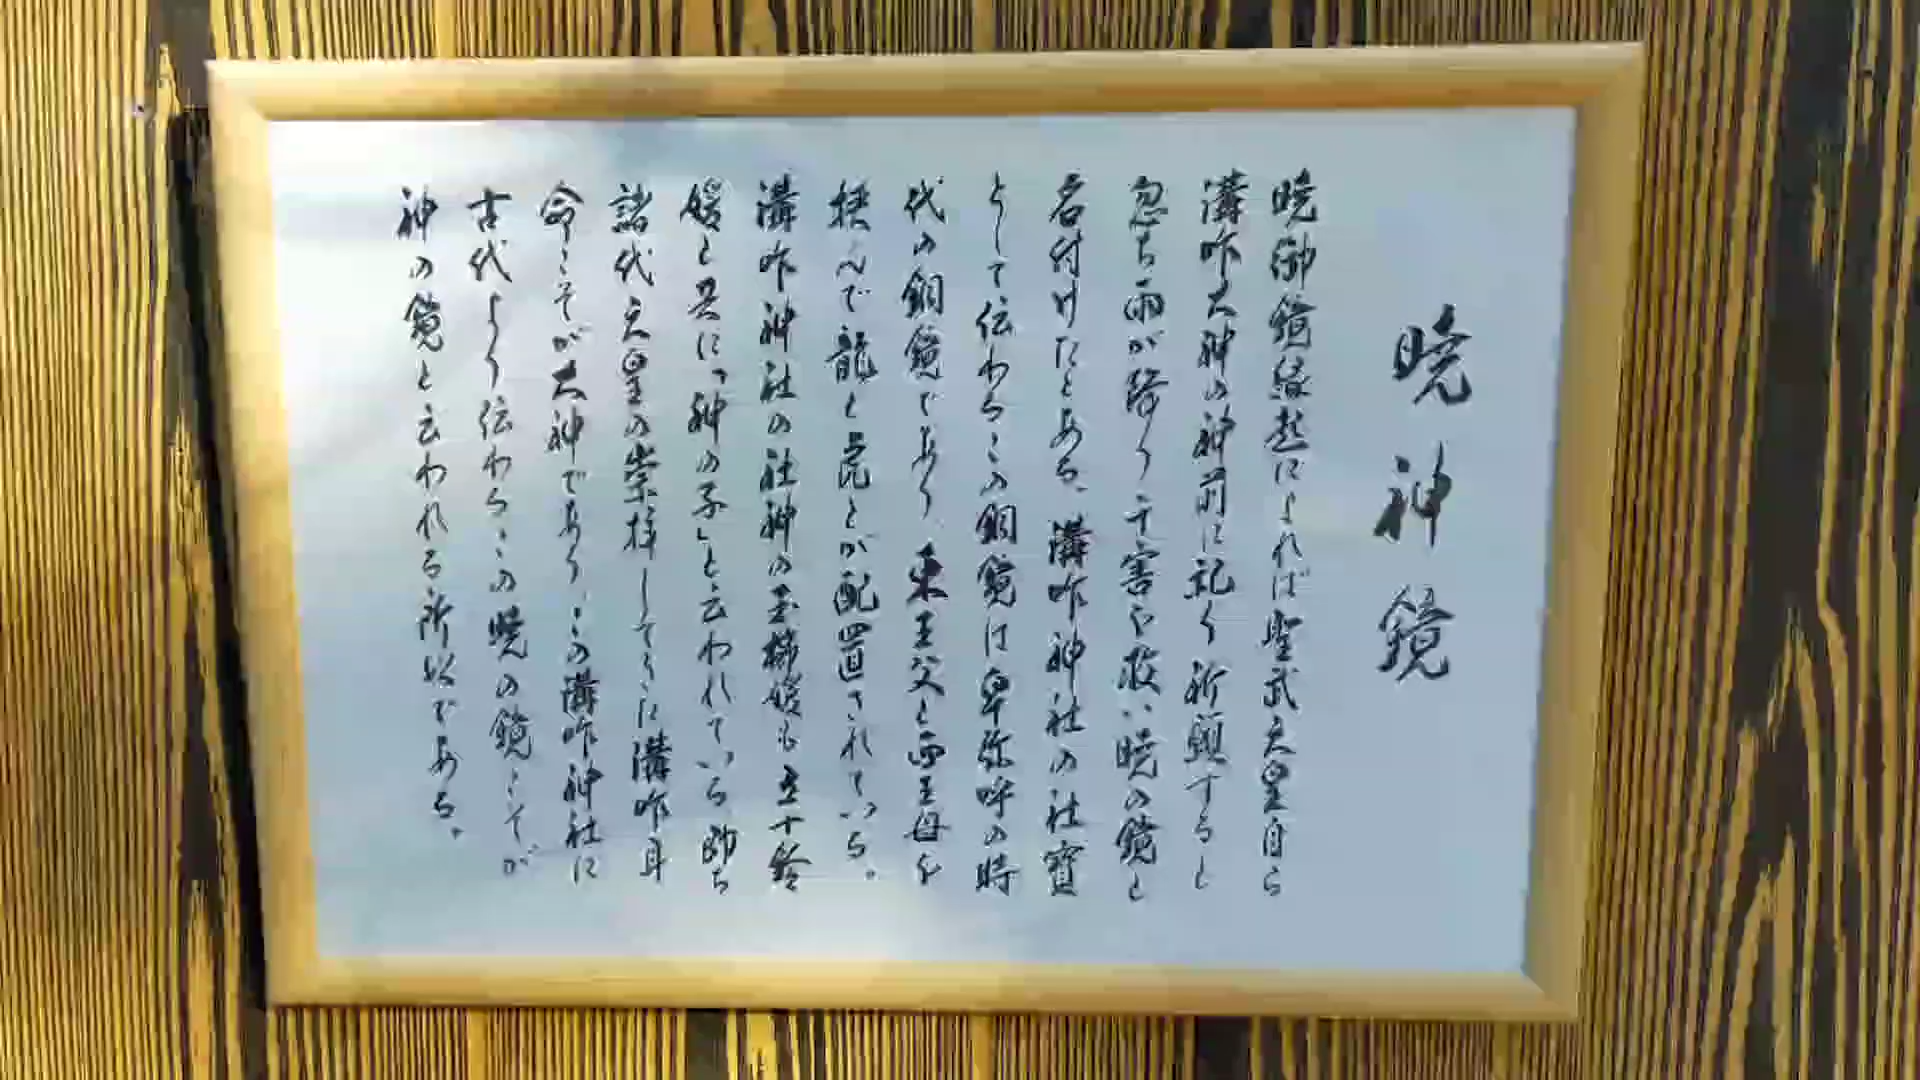 暁神鏡
暁御鏡縁起によれば聖武天皇自ら
溝咋大神の神前に記く祈願すると
忽ち雨が降り干害を救い暁の鏡と
名付けたとある、溝咋神社の社寳
として伝わるこの銅鏡は卑弥呼の時
代の銅鏡であり、東王父と西王母を
挟んで龍と虎とが配置されている。
溝咋神社の社神の玉櫛媛も五十鈴
媛と共に「神の子」と云われている、即ち
諸代天皇の崇拝してきた溝咋耳
命こそが大神であり、この溝咋神社に
古代より伝わるこの暁の鏡こそが
神の鏡と云われる所以である。